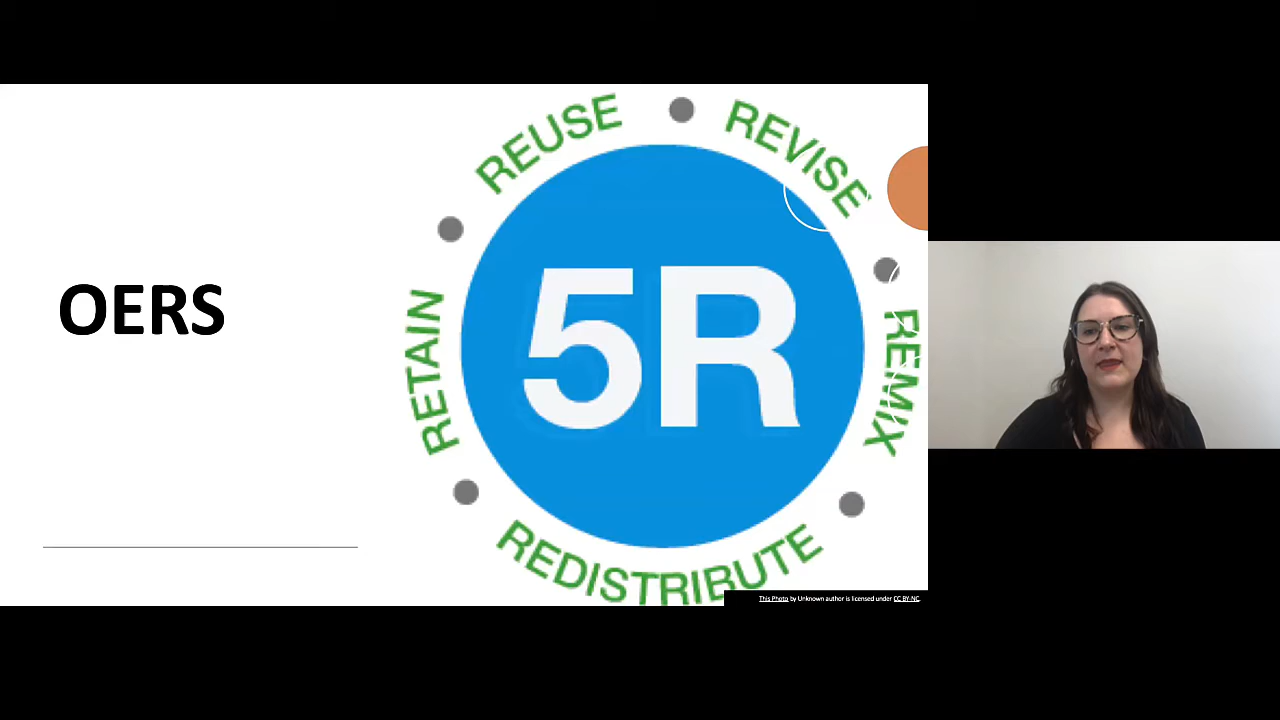 OERS
REUSE
REVISE
RETAIN
5R
REMIX
REDISTRIBUTE
This Photo by Unknown author is licensed under CC BY-NC.